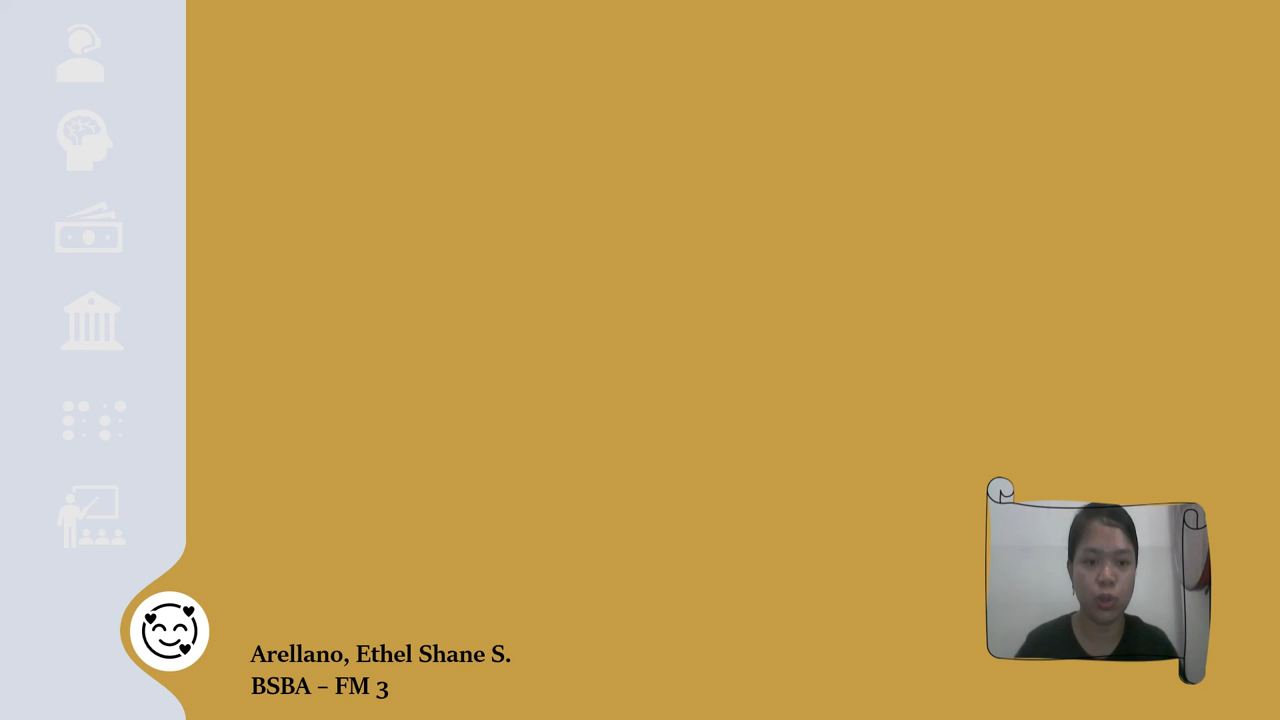 Arellano, Ethel Shane S.
BSBA – FM 3